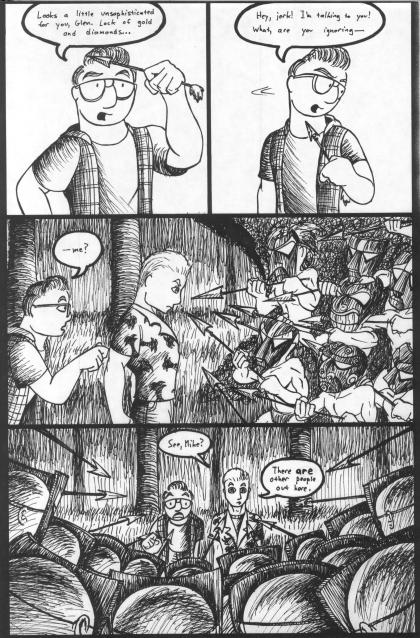 Looks a little unsophisticated
for you, Glen. Lack of gold
and diamonds...
Hey, jerk! I'm talking to you!
What, are you ignoring—
—me?
See, Mike?
There are
other people
out here.